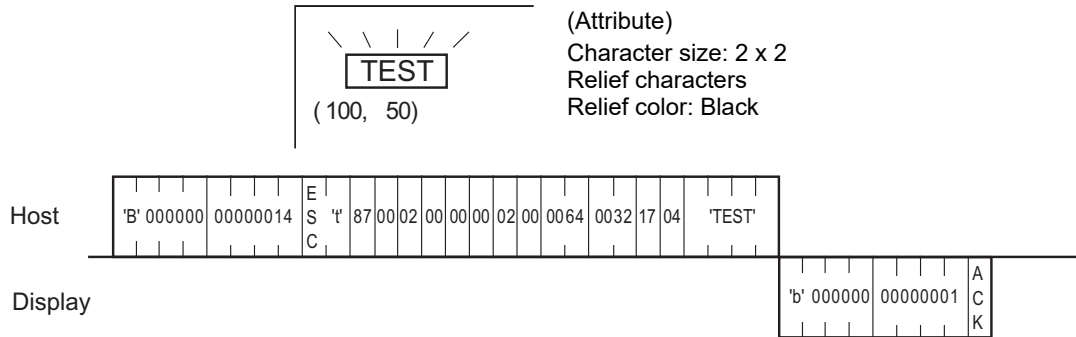 TEST
(100, 50)
(Attribute)
Character size: 2 x 2
Relief characters
Relief color: Black
Host 'B' 000000 00000014 ESC 't' 87 00 02 00 00 00 02 00 0064 0032 17 04 'TEST'
Display 'b' 000000 00000001 ACK